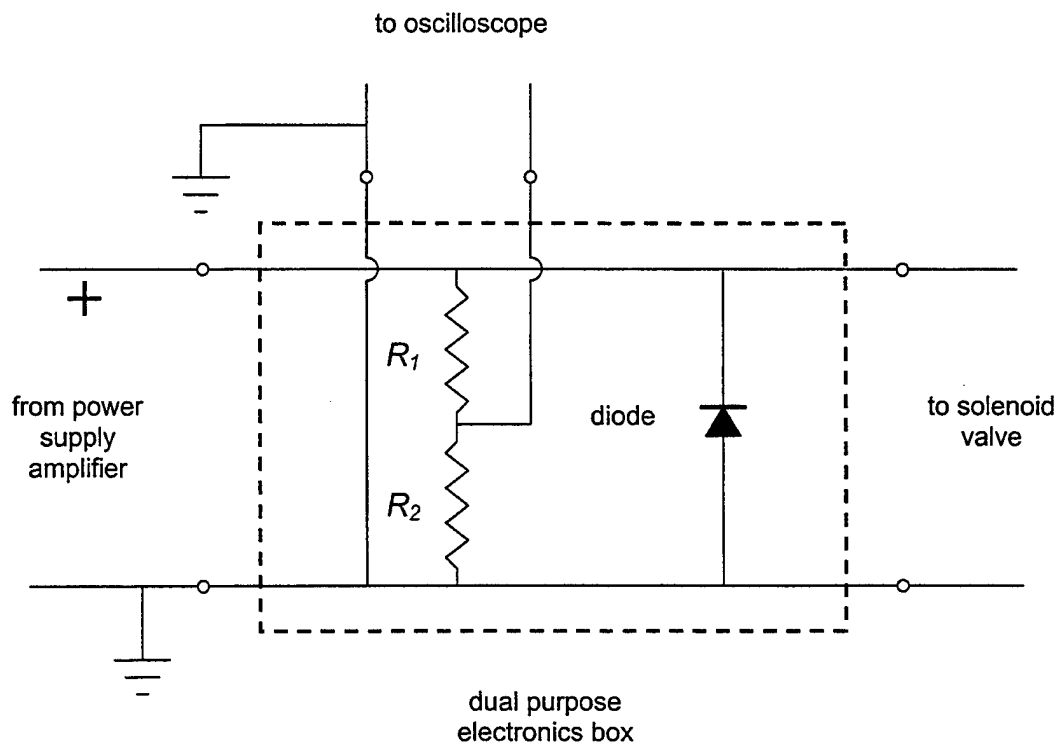 to oscilloscope
+
R1
from power
supply
amplifier
diode
to solenoid
valve
R2
dual purpose
electronics box